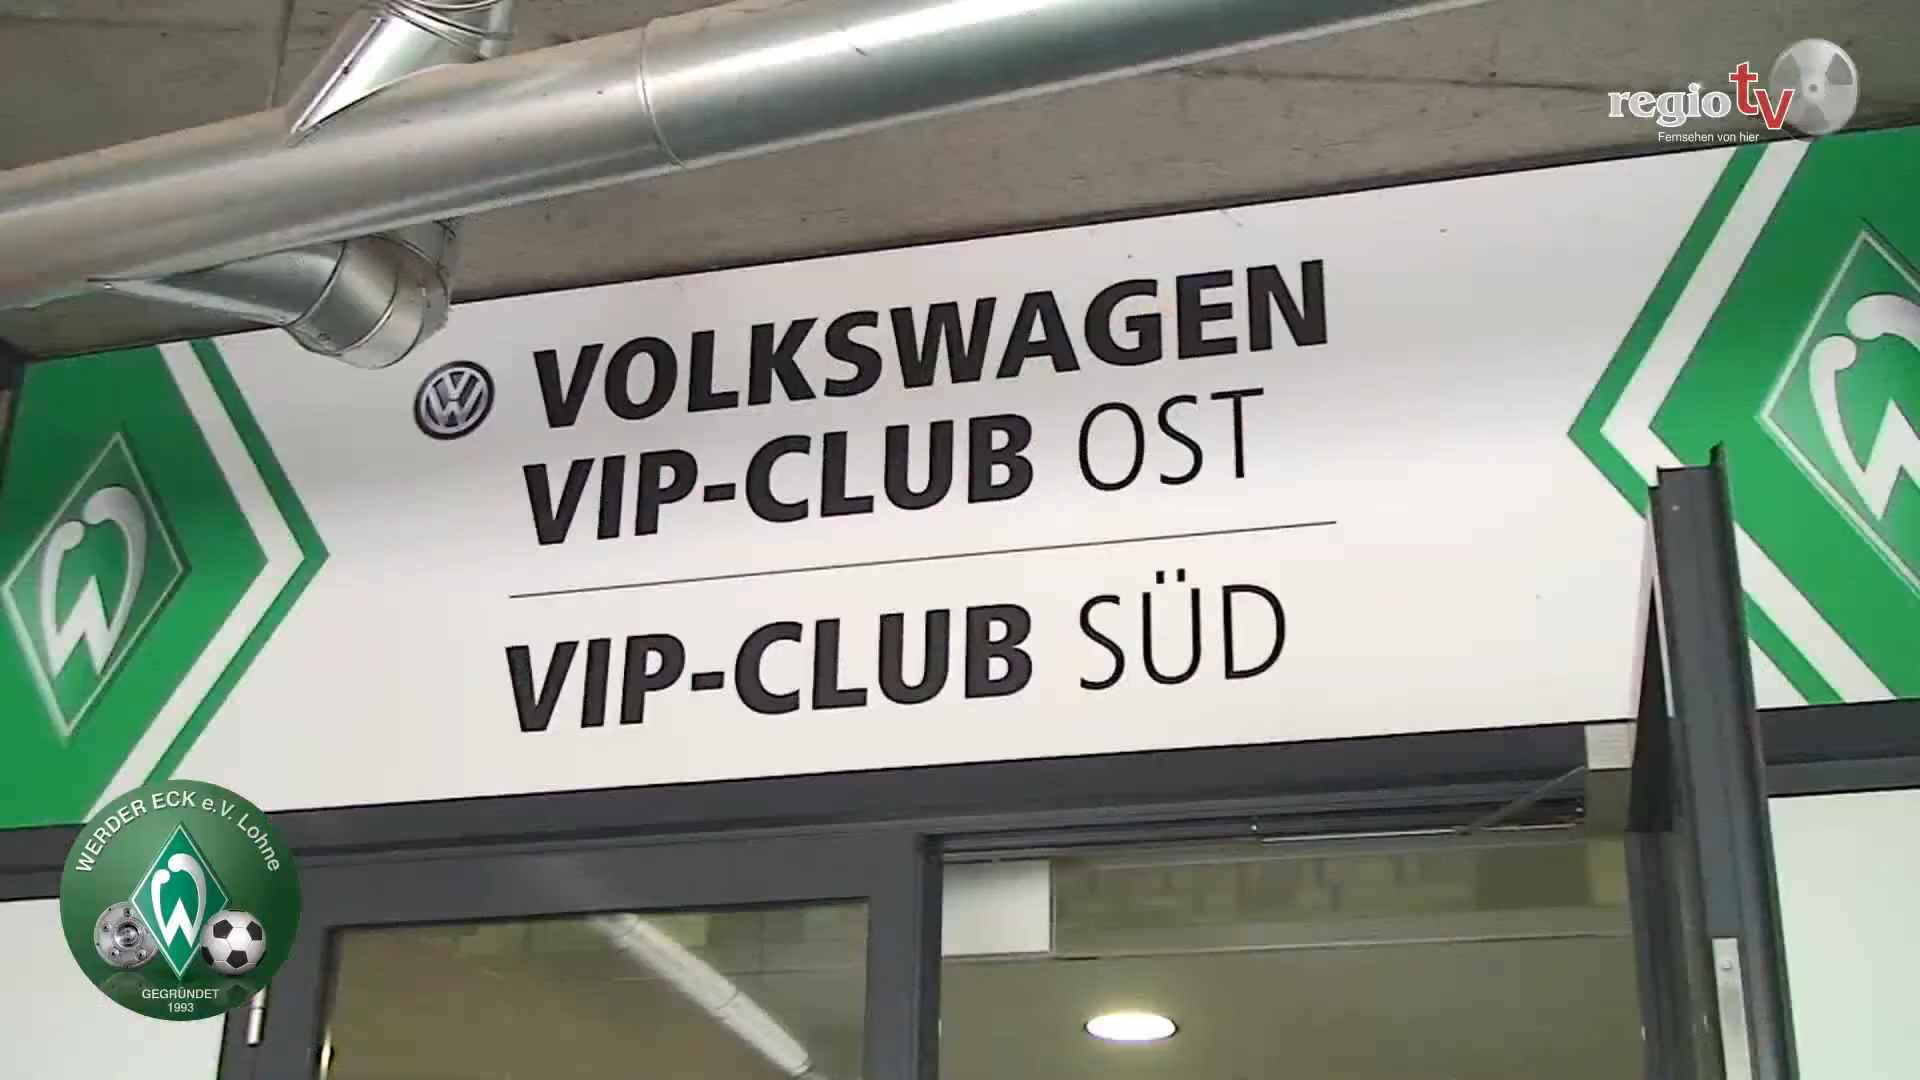 regio tv
Fernsehen von hier
VOLKSWAGEN
VIP-CLUB OST
VIP-CLUB SÜD
WERDER ECK e.V. Lohne
GEGRÜNDET
1993